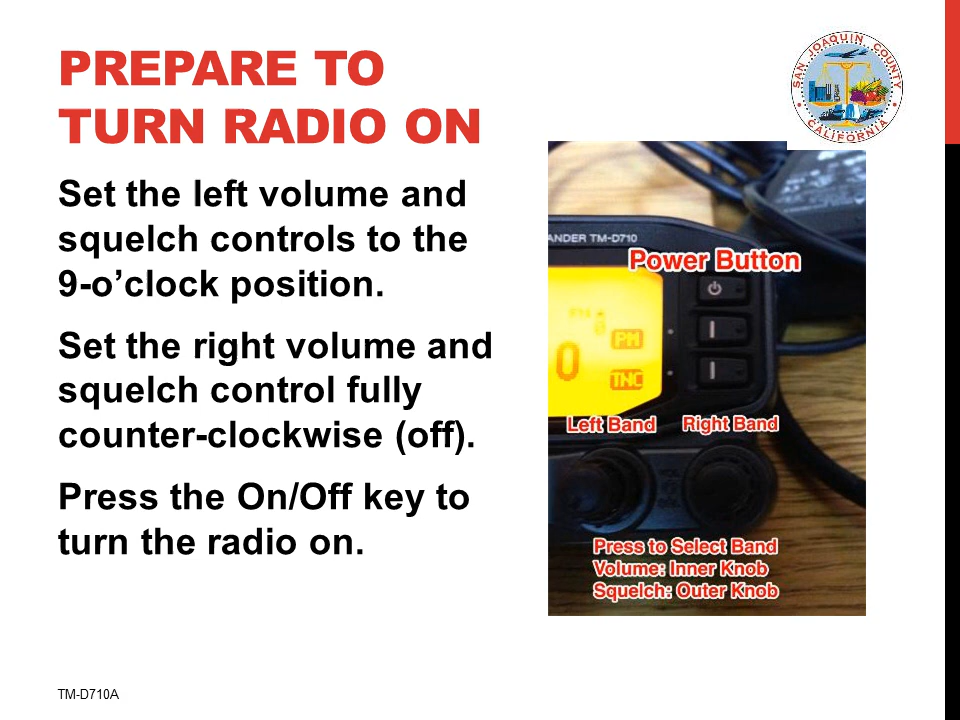 PREPARE TO
TURN RADIO ON
SAN JOAQUIN COUNTY
CALIFORNIA
Set the left volume and
squelch controls to the
9-o’clock position.
Set the right volume and
squelch control fully
counter-clockwise (off).
Press the On/Off key to
turn the radio on.
ANDER TM-D710
Power Button
PM
0
TNC
Left Band
Right Band
Press to Select Band
Volume: Inner Knob
Squelch: Outer Knob
TM-D710A